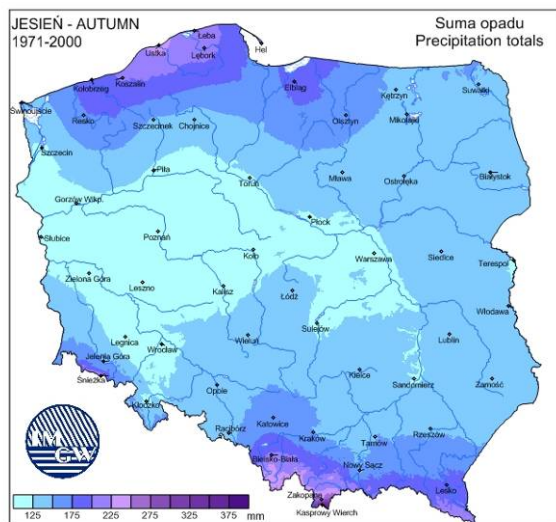 JESIEŃ - AUTUMN
1971-2000
Suma opadu
Precipitation totals
Łeba
Hel
Ustka
Lębork
Koszalin
Kołobrzeg
Elbląg
Kętrzyn
Suwałki
Świnoujście
Resko
Szczecinek
Chojnice
Olsztyn
Mikołajki
Szczecin
Piła
Toruń
Mława
Ostrołęka
Białystok
Gorzów Wlkp.
Płock
Słubice
Poznań
Koło
Warszawa
Siedlce
Terespol
Zielona Góra
Leszno
Kalisz
Łódź
Włodawa
Sulejów
Legnica
Wrocław
Wieluń
Lublin
Jelenia Góra
Śnieżka
Opole
Kielce
Sandomierz
Zamość
Kłodzko
Racibórz
Katowice
Kraków
Tarnów
Rzeszów
Bielsko-Biała
Nowy Sącz
Lesko
Zakopane
Kasprowy Wierch
IM
GW
125 175 225 275 325 375 mm